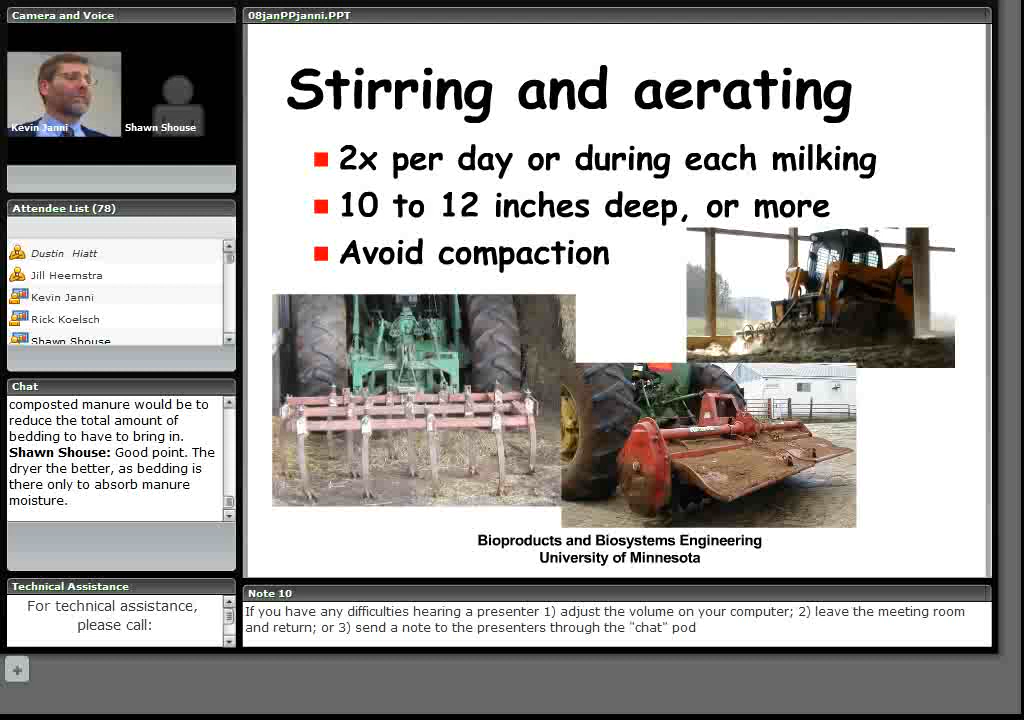 Camera and Voice
Kevin Janni
Shawn Shouse
Attendee List (78)
Dustin Hiatt
Jill Heemstra
Kevin Janni
Rick Koelsch
Shawn Shouse
Chat
composted manure would be to
reduce the total amount of
bedding to have to bring in.
Shawn Shouse: Good point. The
dryer the better, as bedding is
there only to absorb manure
moisture.
Technical Assistance
For technical assistance,
please call:
08janPPjanni.PPT
Stirring and aerating
2x per day or during each milking
10 to 12 inches deep, or more
Avoid compaction
Bioproducts and Biosystems Engineering
University of Minnesota
Note 10
If you have any difficulties hearing a presenter 1) adjust the volume on your computer; 2) leave the meeting room
and return; or 3) send a note to the presenters through the "chat" pod